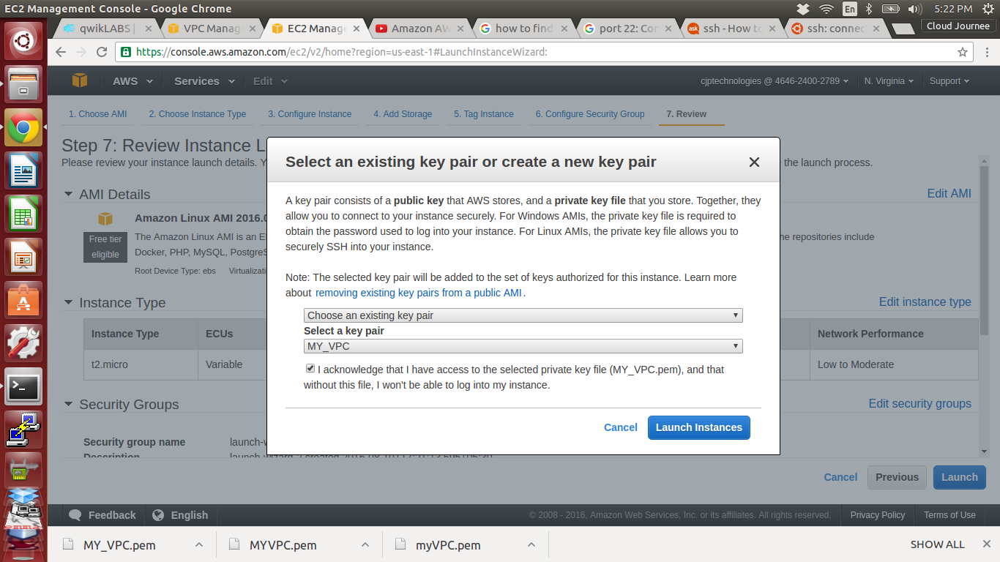 EC2 Management Console - Google Chrome
En
5:22 PM
qwikLABS |
VPC Manag
EC2 Manage
Amazon AW
how to find
port 22: Con
ssh - How to
ssh: connec
Cloud Journee
https://console.aws.amazon.com/ec2/v2/home?region=us-east-1#LaunchInstanceWizard:
AWS
Services
Edit
cjptechnologies @ 4646-2400-2789
N. Virginia
Support
1. Choose AMI
2. Choose Instance Type
3. Configure Instance
4. Add Storage
5. Tag Instance
6. Configure Security Group
7. Review
Step 7: Review Instance L
Please review your instance launch details. Y
the launch process.
AMI Details
Edit AMI
Amazon Linux AMI 2016.0
Free tier
eligible
The Amazon Linux AMI is an E
he repositories include
Docker, PHP, MySQL, PostgreS
Root Device Type: ebs
Virtualizati
Instance Type
Edit instance type
Instance Type
ECUs
Network Performance
t2.micro
Variable
Low to Moderate
Security Groups
Edit security groups
Security group name
launch-w
Description
Select an existing key pair or create a new key pair
A key pair consists of a public key that AWS stores, and a private key file that you store. Together, they
allow you to connect to your instance securely. For Windows AMIs, the private key file is required to
obtain the password used to log into your instance. For Linux AMIs, the private key file allows you to
securely SSH into your instance.
Note: The selected key pair will be added to the set of keys authorized for this instance. Learn more
about removing existing key pairs from a public AMI.
Choose an existing key pair
Select a key pair
MY_VPC
I acknowledge that I have access to the selected private key file (MY_VPC.pem), and that
without this file, I won't be able to log into my instance.
Cancel
Launch Instances
Cancel
Previous
Launch
Feedback
English
© 2008 - 2016, Amazon Web Services, Inc. or its affiliates. All rights reserved.
Privacy Policy
Terms of Use
MY_VPC.pem
MYVPC.pem
myVPC.pem
SHOW ALL